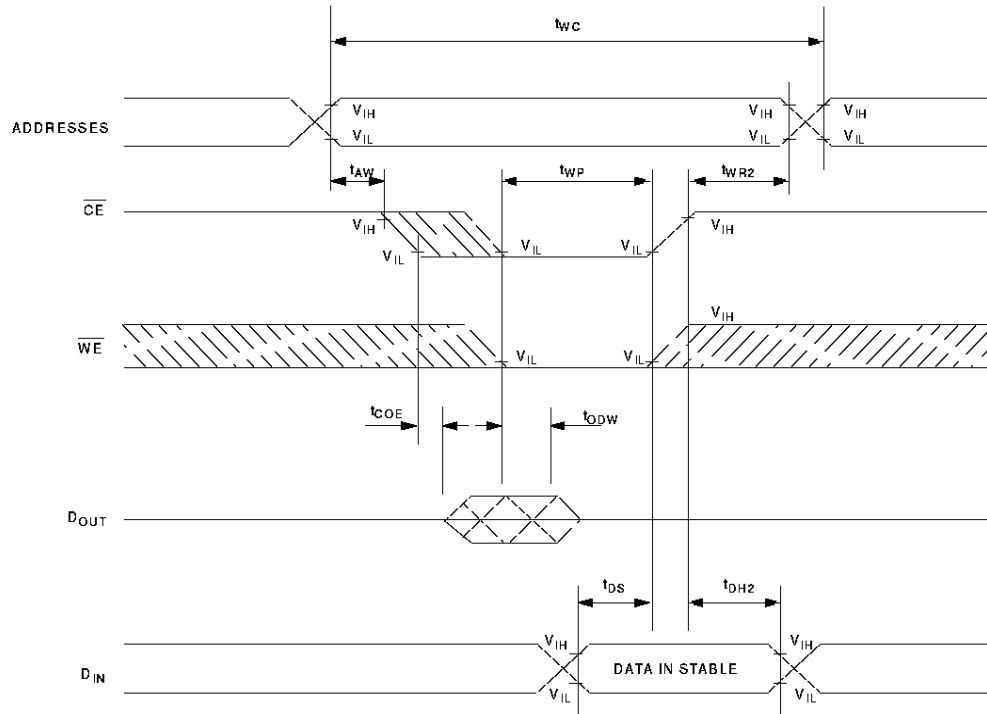 tWC
ADDRESSES
VIH VIH VIH
VIL VIL VIL
tAW tWP tWR2
CE
VIH VIH
VIL VIL VIL
VIH
WE
VIL VIL
tCOE tODW
DOUT
tDS tDH2
VIH VIH
DIN DATA IN STABLE
VIL VIL